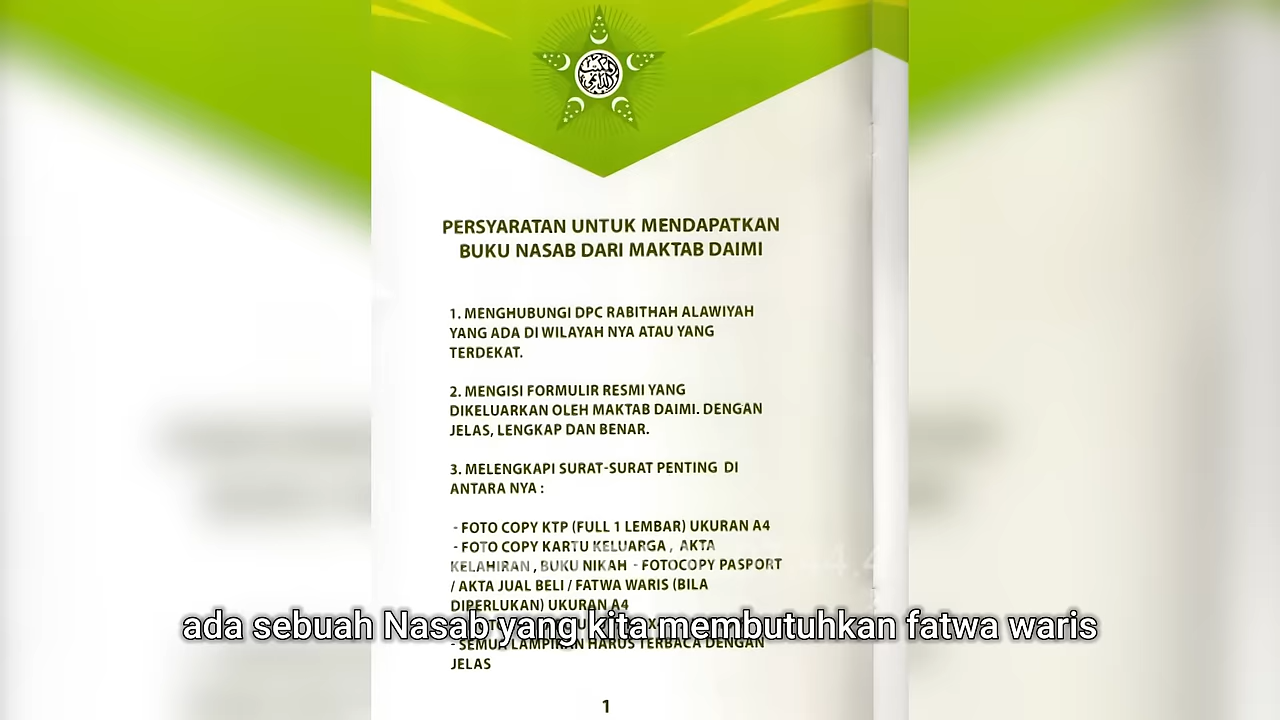 المكتب الدائمي
PERSYARATAN UNTUK MENDAPATKAN
BUKU NASAB DARI MAKTAB DAIMI
1. MENGHUBUNGI DPC RABITHAH ALAWIYAH
YANG ADA DI WILAYAH NYA ATAU YANG
TERDEKAT.
2. MENGISI FORMULIR RESMI YANG
DIKELUARKAN OLEH MAKTAB DAIMI. DENGAN
JELAS, LENGKAP DAN BENAR.
3. MELENGKAPI SURAT-SURAT PENTING DI
ANTARA NYA :
- FOTO COPY KTP (FULL 1 LEMBAR) UKURAN A4
- FOTO COPY KARTU KELUARGA , AKTA
KELAHIRAN , BUKU NIKAH - FOTOCOPY PASPORT
/ AKTA JUAL BELI / FATWA WARIS (BILA
DIPERLUKAN) UKURAN A4
ada sebuah Nasab yang kita membutuhkan fatwa waris
- SEMUA LAMPIRAN HARUS TERBACA DENGAN
JELAS
1